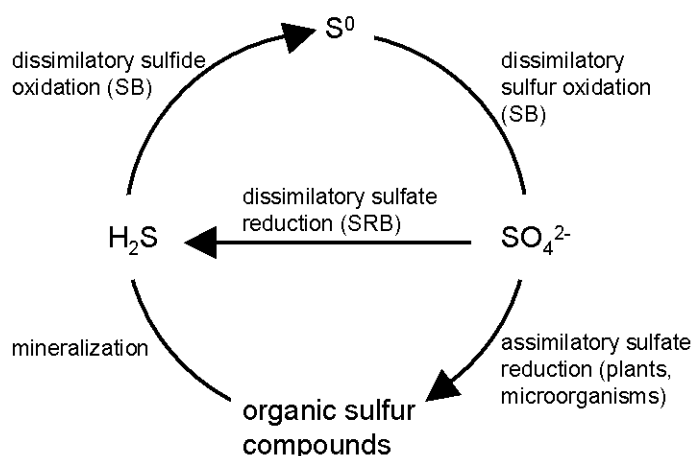 S⁰
dissimilatory sulfide
oxidation (SB)
dissimilatory
sulfur oxidation
(SB)
dissimilatory sulfate
reduction (SRB)
H₂S
SO₄²⁻
mineralization
assimilatory sulfate
reduction (plants,
microorganisms)
organic sulfur
compounds